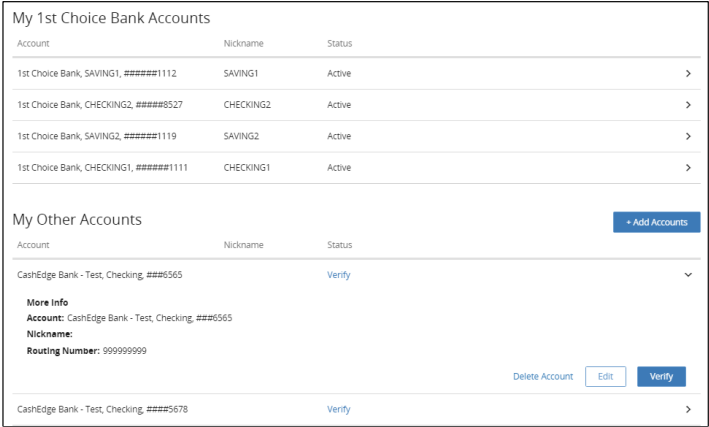 My 1st Choice Bank Accounts
Account Nickname Status
1st Choice Bank, SAVING1, ######1112 SAVING1 Active
1st Choice Bank, CHECKING2, #####8527 CHECKING2 Active
1st Choice Bank, SAVING2, ######1119 SAVING2 Active
1st Choice Bank, CHECKING1, ######1111 CHECKING1 Active
My Other Accounts + Add Accounts
Account Nickname Status
CashEdge Bank - Test, Checking, ###6565 Verify
More Info
Account: CashEdge Bank - Test, Checking, ###6565
Nickname:
Routing Number: 999999999
Delete Account Edit Verify
CashEdge Bank - Test, Checking, ####5678 Verify